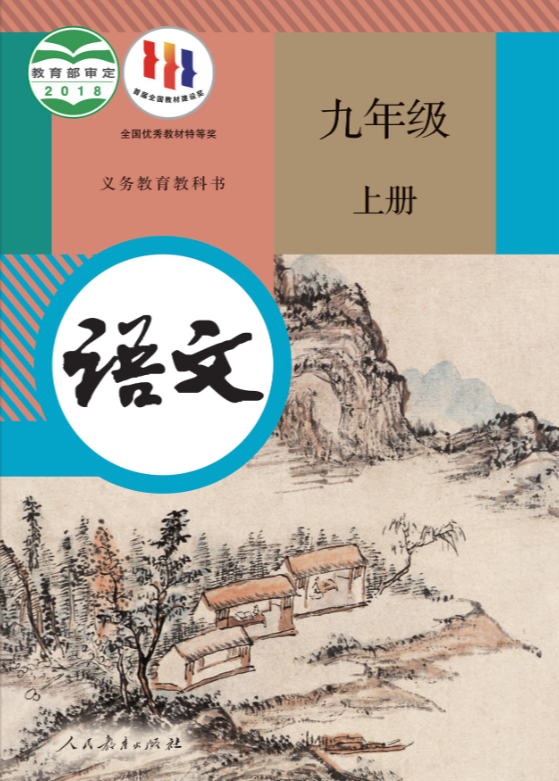 教育部审定
2018
首届全国教材建设奖
全国优秀教材特等奖
义务教育教科书
九年级
上册
语文
人民教育出版社